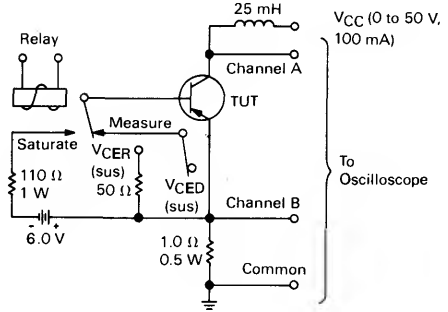 25 mH
VCC (0 to 50 V,
100 mA)
Relay
Channel A
TUT
Measure
Saturate
VCER
(sus)
50 Ω
VCED
(sus)
110 Ω
1 W
To
Oscilloscope
Channel B
- +
6.0 V
1.0 Ω
0.5 W
Common